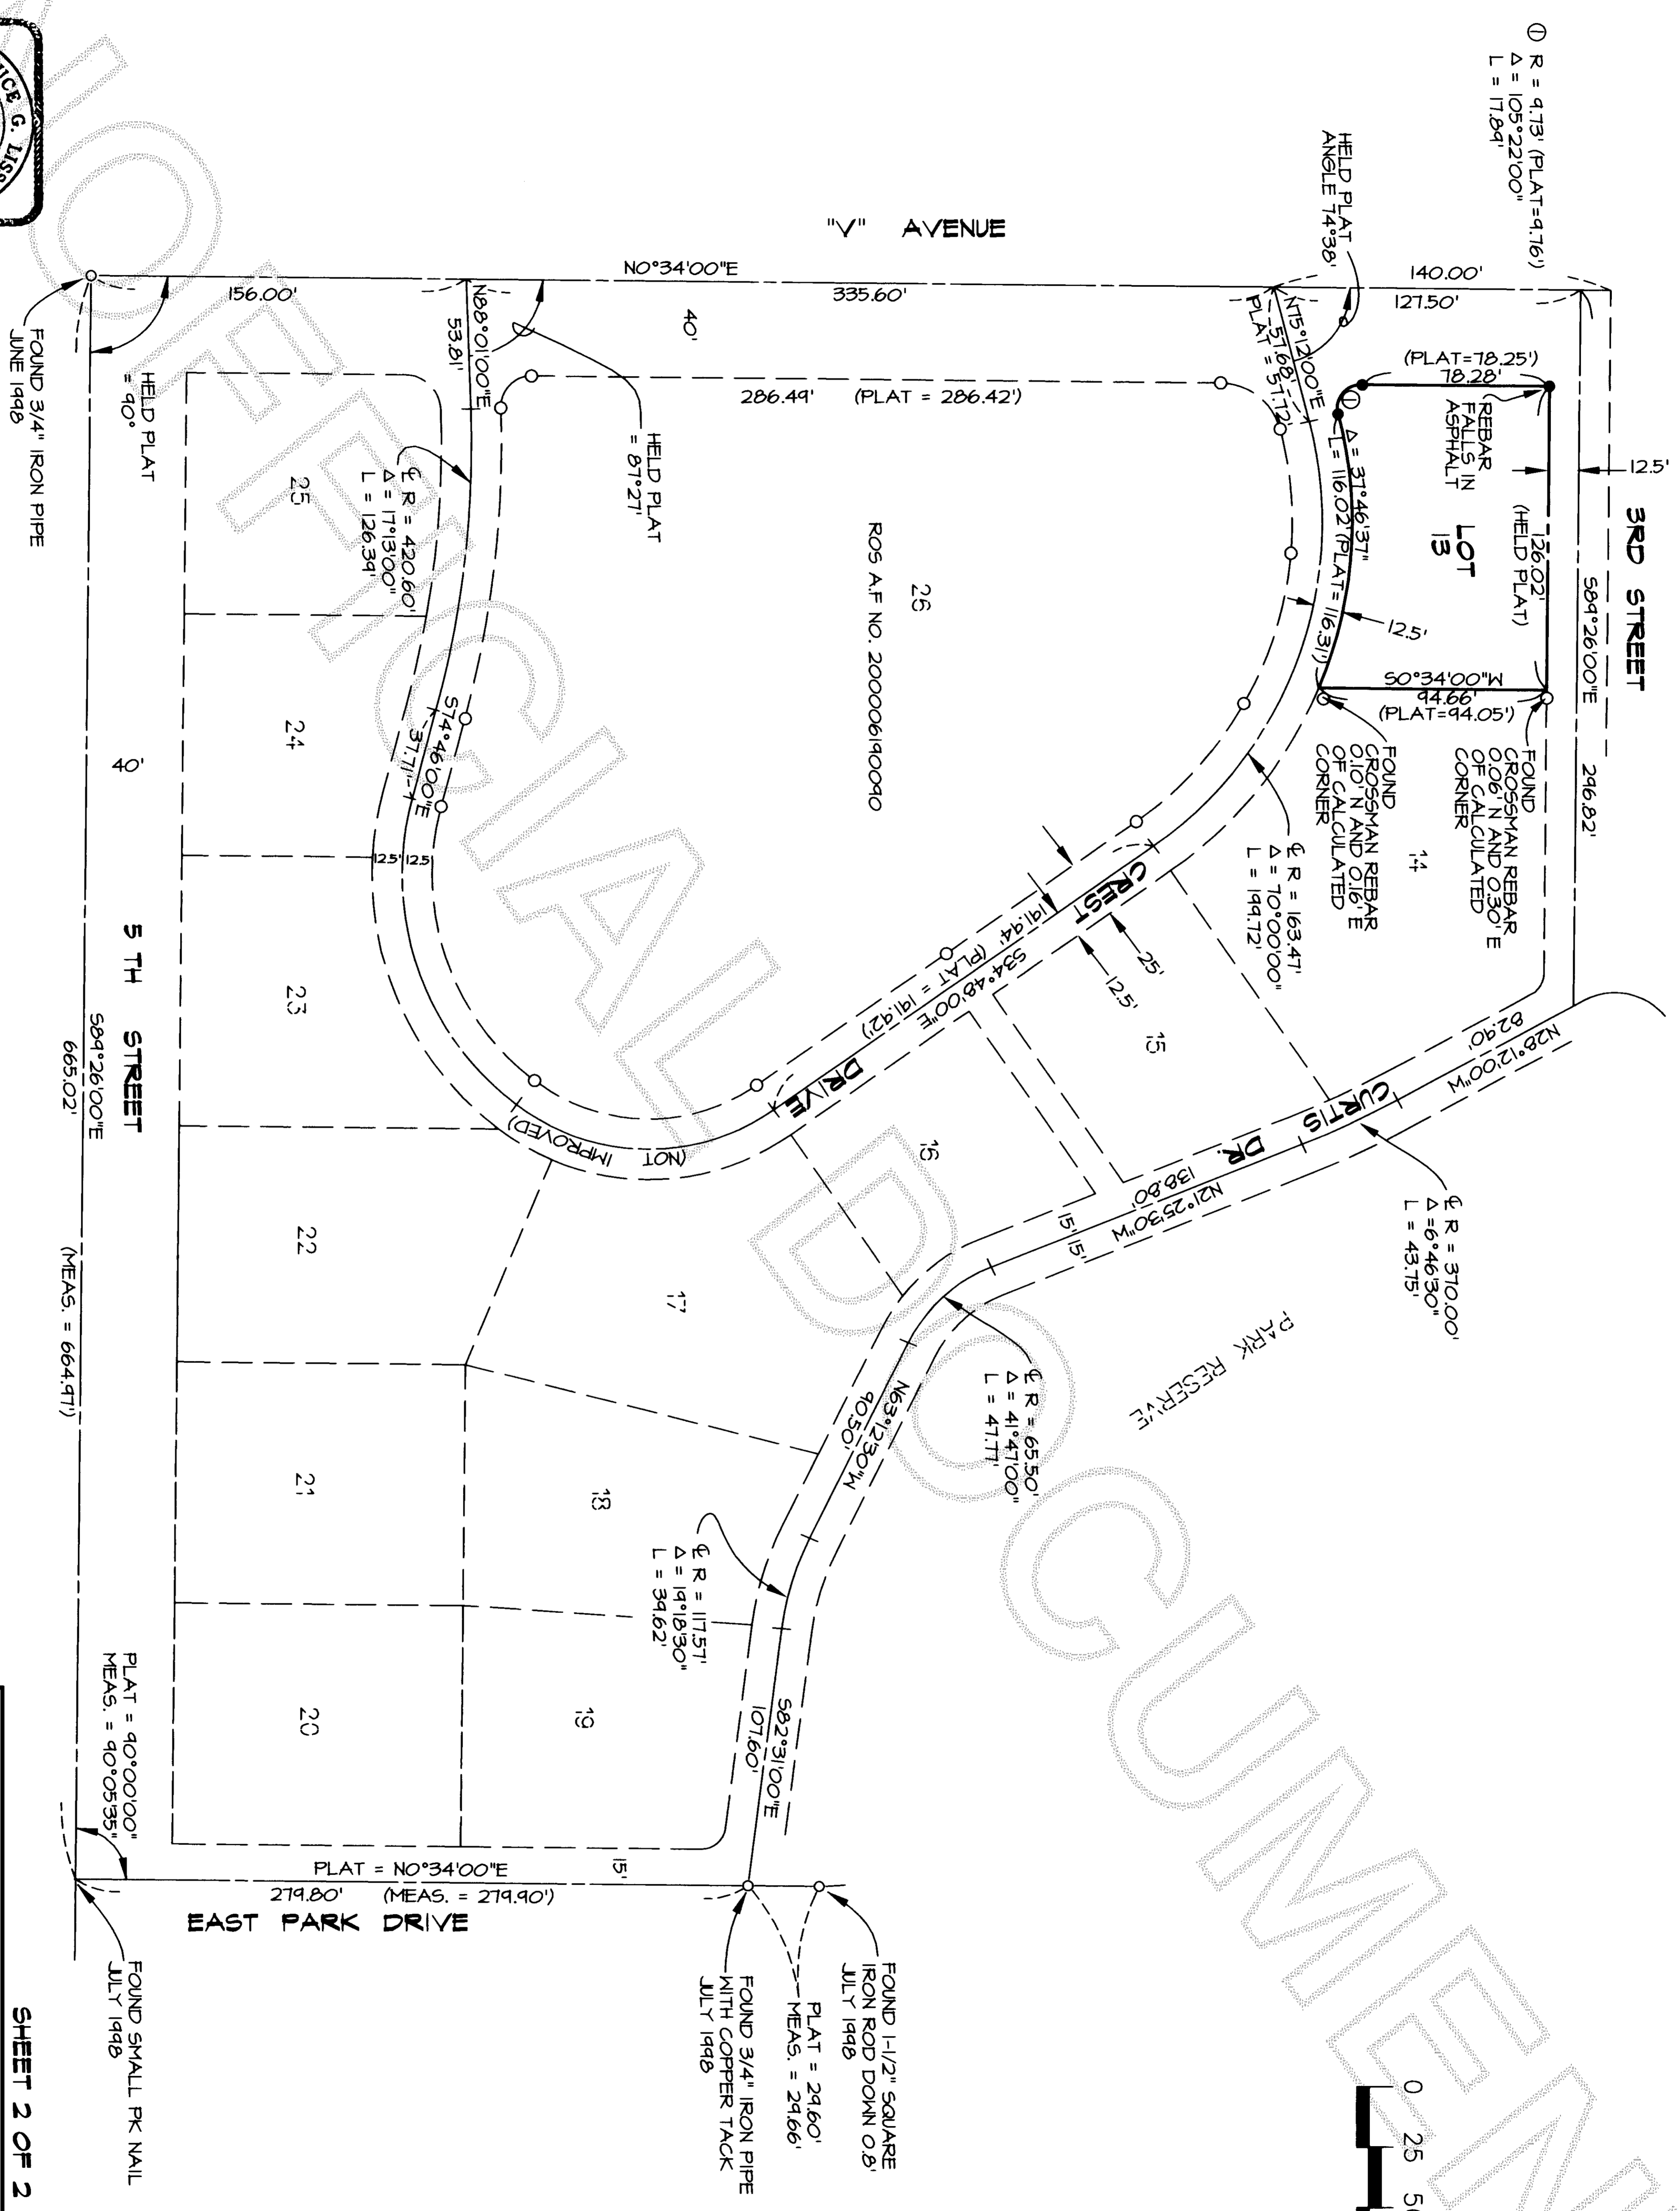 ① R = 9.73' (PLAT=9.76')
Δ = 105°22'00"
L = 17.89'
HELD PLAT
ANGLE 74°38'
"V" AVENUE
N0°34'00"E
156.00'
335.60'
140.00'
127.50'
3RD STREET
S89°26'00"E
296.82'
12.5'
(PLAT=78.25')
78.28'
REBAR
FALLS IN
ASPHALT
126.02'
(HELD PLAT)
LOT
13
①
Δ = 37°46'37"
L = 116.02' (PLAT=116.31')
12.5'
S0°34'00"W
94.66'
(PLAT=94.05')
FOUND
CROSSMAN REBAR
0.06' N AND 0.30' E
OF CALCULATED
CORNER
FOUND
CROSSMAN REBAR
0.10' N AND 0.16' E
OF CALCULATED
CORNER
N75°12'00"E
57.68'
PLAT = 57.72'
40'
286.49' (PLAT = 286.42')
N88°01'00"E
53.81'
HELD PLAT
= 87°27'
℄ R = 420.60'
Δ = 17°13'00"
L = 126.39'
26
ROS A.F NO. 200006190090
14
℄ R = 163.47'
Δ = 70°00'00"
L = 199.72'
CREST DRIVE
191.94' (PLAT = 191.92')
S34°48'00"E
25'
12.5'
15
16
(NOT IMPROVED)
S74°46'00"E
37.71'
12.5' 12.5
N28°12'00"W
82.90'
CURTIS DR.
℄ R = 370.00'
Δ =6°46'30"
L = 43.75'
N21°25'30"W
138.80'
15' 15'
PARK RESERVE
℄ R = 65.50'
Δ = 41°47'00"
L = 47.77'
N63°12'30"W
90.50'
℄ R = 117.57'
Δ = 19°18'30"
L = 39.62'
S82°31'00"E
107.60'
17
18
19
20
21
22
23
24
25
HELD PLAT
= 90°
FOUND 3/4" IRON PIPE
JUNE 1998
40'
5 TH STREET
S89°26'00"E
665.02'
(MEAS. = 664.97')
PLAT = 90°00'00"
MEAS. = 90°05'35"
PLAT = N0°34'00"E
279.80' (MEAS. = 279.90')
15'
EAST PARK DRIVE
FOUND 1-1/2" SQUARE
IRON ROD DOWN 0.8'
JULY 1998
PLAT = 29.60'
MEAS. = 29.66'
FOUND 3/4" IRON PIPE
WITH COPPER TACK
JULY 1998
FOUND SMALL PK NAIL
JULY 1998
0 25
SHEET 2 OF 2
G. LISS
NOFFICIAL DOCUMEN